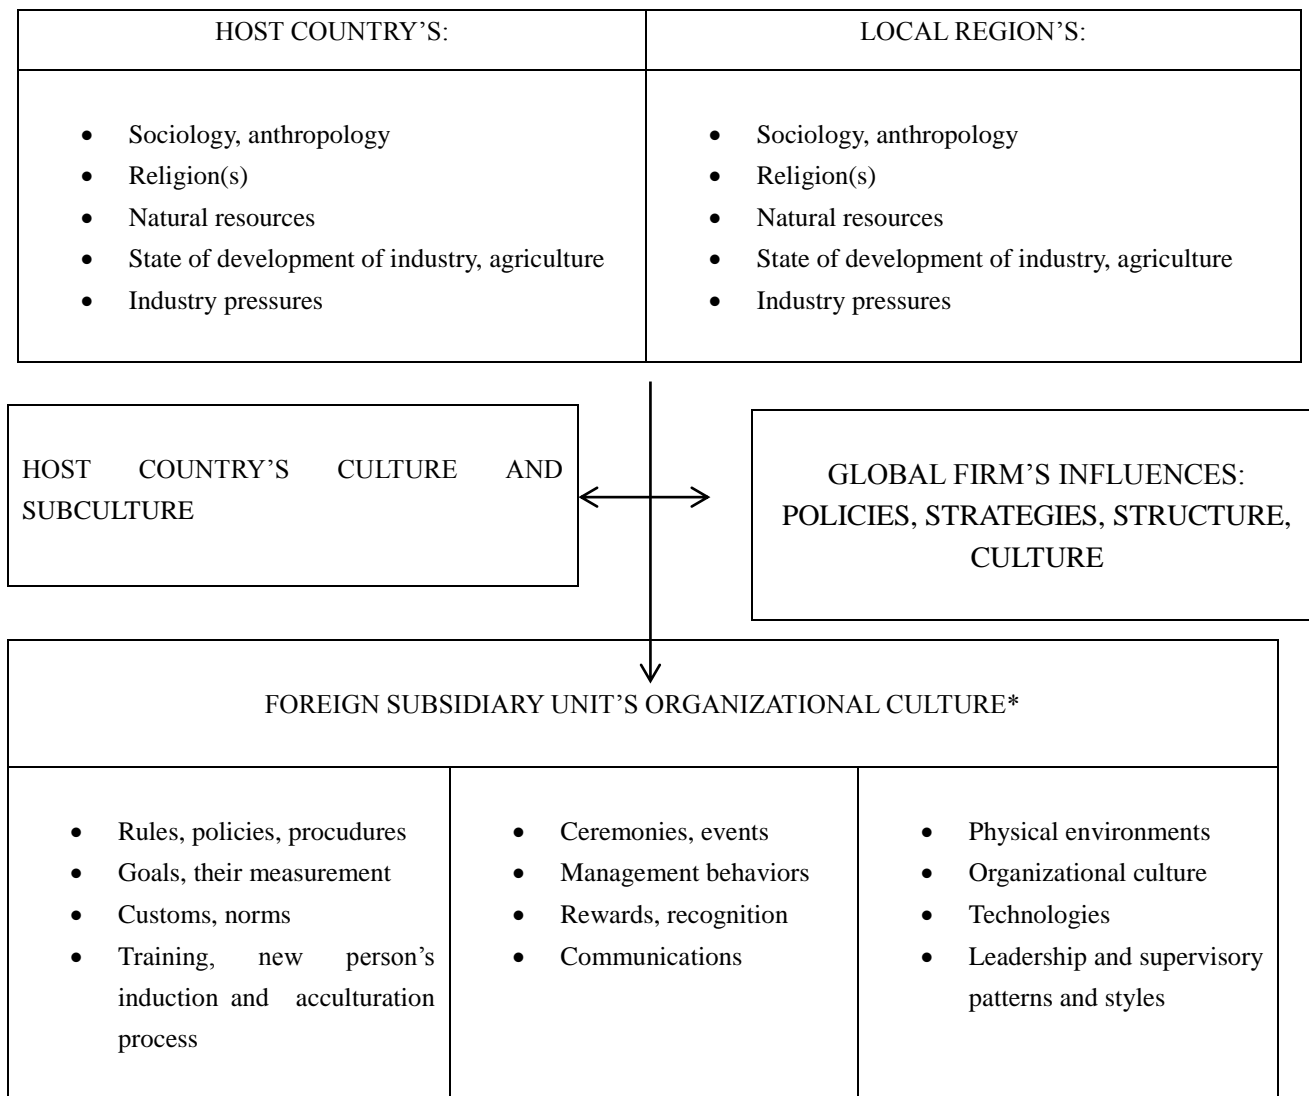 HOST COUNTRY’S:
LOCAL REGION’S:
• Sociology, anthropology
• Religion(s)
• Natural resources
• State of development of industry, agriculture
• Industry pressures
• Sociology, anthropology
• Religion(s)
• Natural resources
• State of development of industry, agriculture
• Industry pressures
HOST COUNTRY’S CULTURE AND
SUBCULTURE
GLOBAL FIRM’S INFLUENCES:
POLICIES, STRATEGIES, STRUCTURE,
CULTURE
FOREIGN SUBSIDIARY UNIT’S ORGANIZATIONAL CULTURE*
• Rules, policies, procudures
• Goals, their measurement
• Customs, norms
• Training, new person’s
induction and acculturation
process
• Ceremonies, events
• Management behaviors
• Rewards, recognition
• Communications
• Physical environments
• Organizational culture
• Technologies
• Leadership and supervisory
patterns and styles